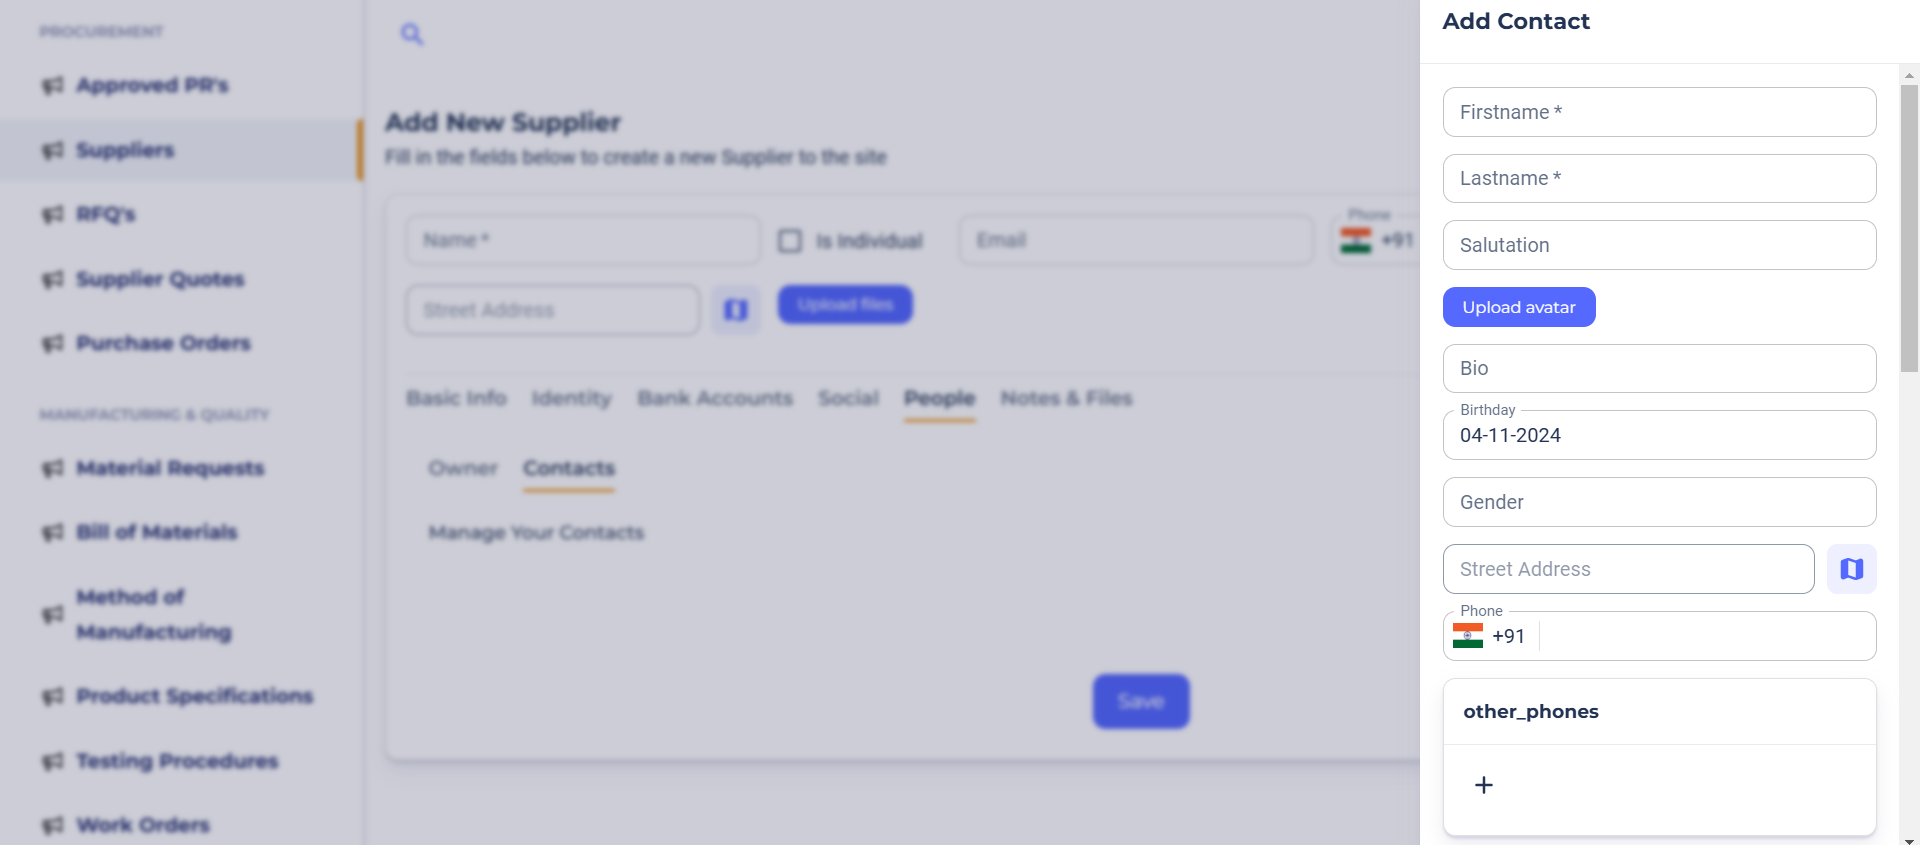 PROCUREMENT
Approved PR's
Suppliers
RFQ's
Supplier Quotes
Purchase Orders
MANUFACTURING & QUALITY
Material Requests
Bill of Materials
Method of
Manufacturing
Product Specifications
Testing Procedures
Work Orders
Add New Supplier
Fill in the fields below to create a new Supplier to the site
Name *
Is Individual
Email
Phone
+91
Street Address
Upload files
Basic Info
Identity
Bank Accounts
Social
People
Notes & Files
Owner
Contacts
Manage Your Contacts
Save
Add Contact
Firstname *
Lastname *
Salutation
Upload avatar
Bio
Birthday
04-11-2024
Gender
Street Address
Phone
+91
other_phones
+